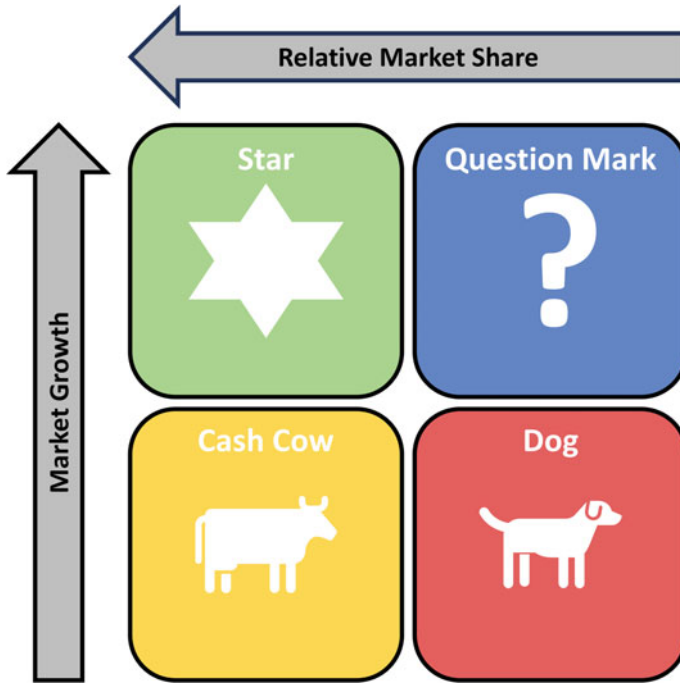 Relative Market Share
Market Growth
Star
Question Mark
?
Cash Cow
Dog